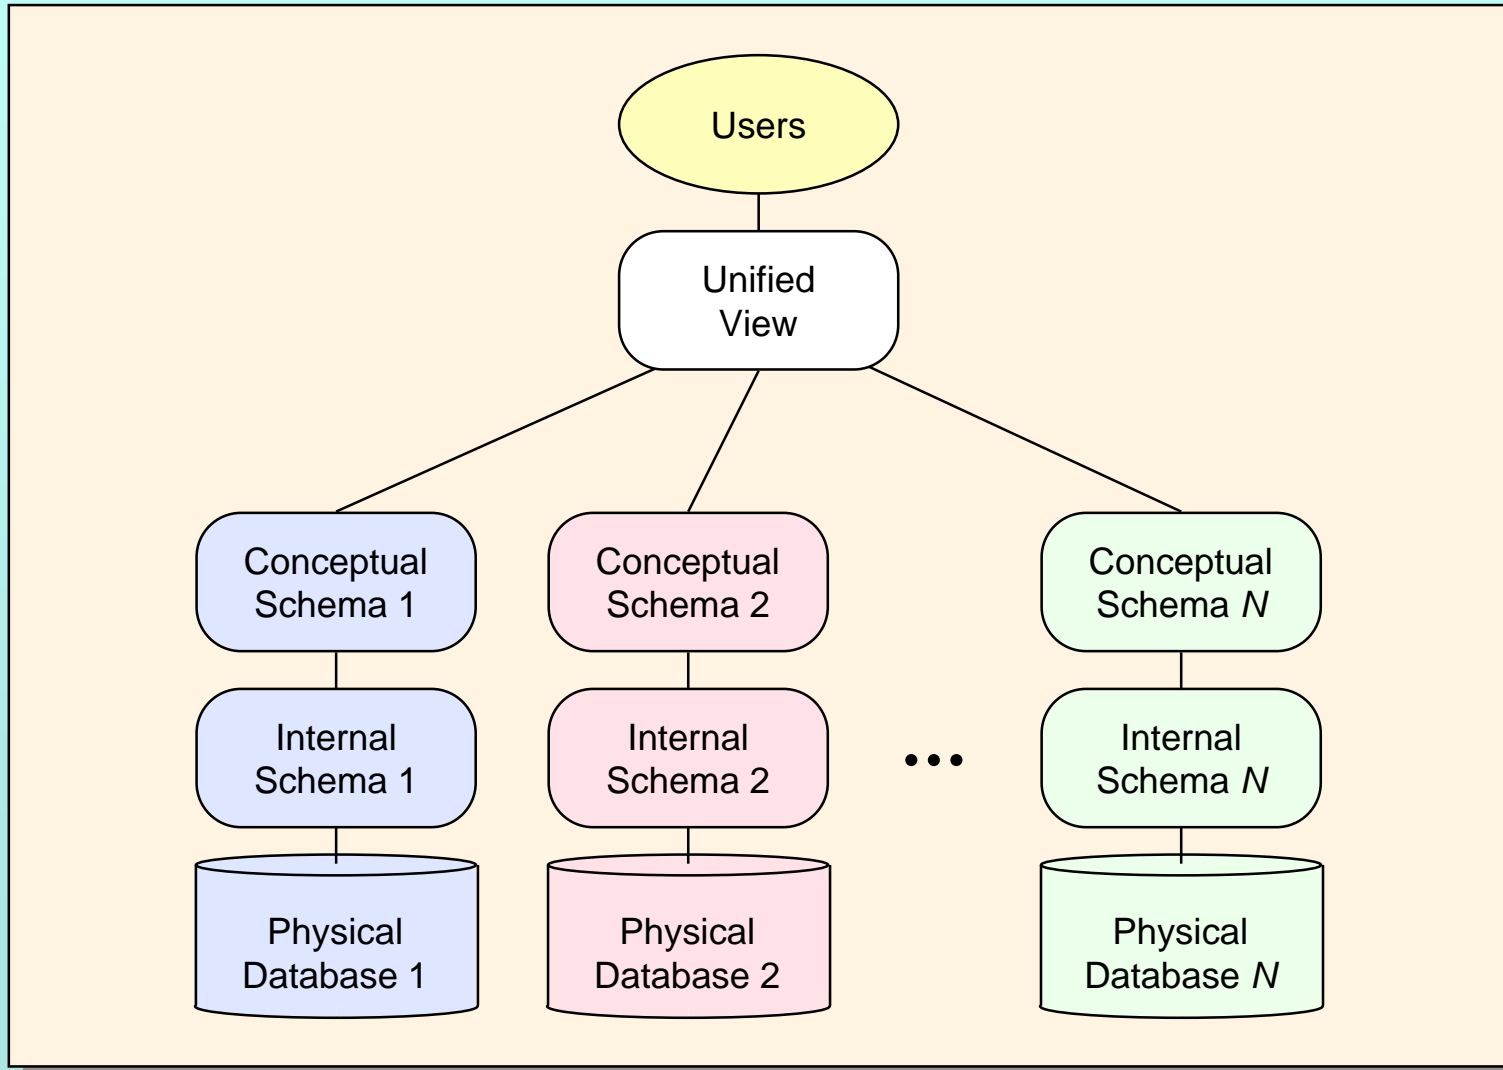 Users
Unified
View
Conceptual
Schema 1
Conceptual
Schema 2
Conceptual
Schema N
Internal
Schema 1
Internal
Schema 2
...
Internal
Schema N
Physical
Database 1
Physical
Database 2
Physical
Database N